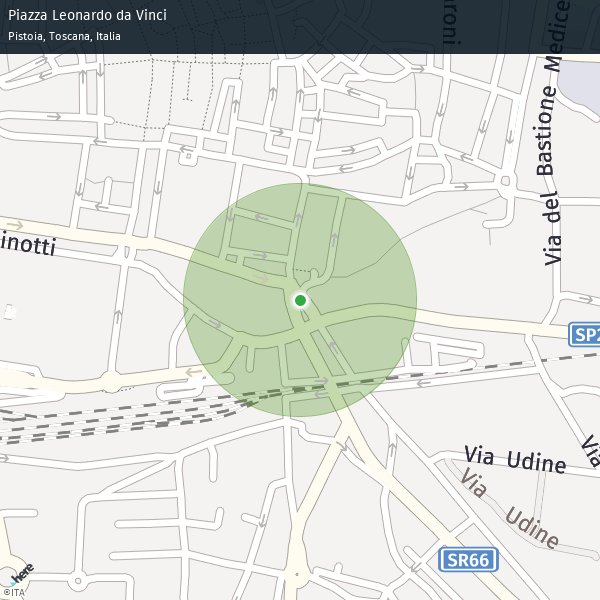 Piazza Leonardo da Vinci
Pistoia, Toscana, Italia
aroni
Via del Bastione Medice
inotti
SP2
Via Udine
Via
Via Udine
SR66
here
©ITA